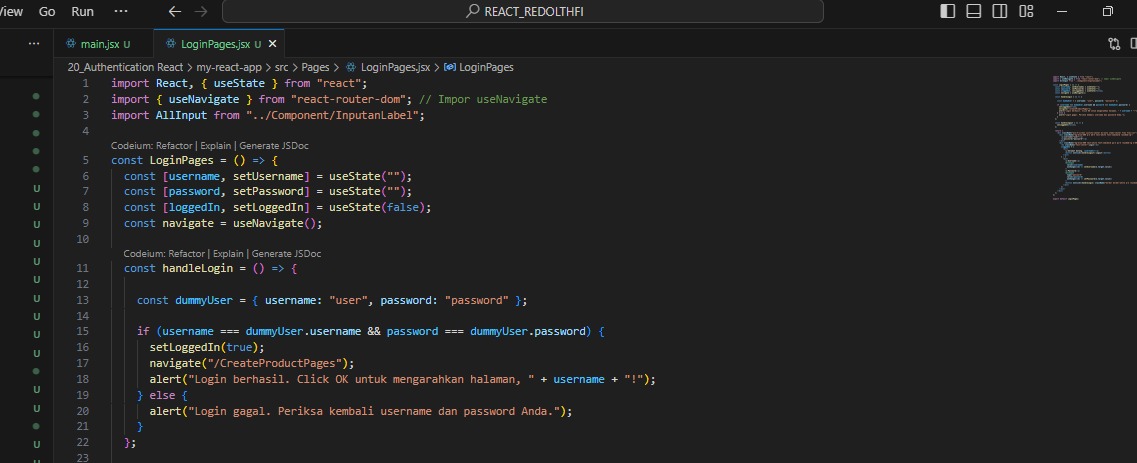 View Go Run ··· REACT_REDOLTHFI
··· main.jsx U LoginPages.jsx U
20_Authentication React > my-react-app > src > Pages > LoginPages.jsx > LoginPages
1 import React, { useState } from "react";
2 import { useNavigate } from "react-router-dom"; // Impor useNavigate
3 import AllInput from "../Component/InputanLabel";
4
Codeium: Refactor | Explain | Generate JSDoc
5 const LoginPages = () => {
6 const [username, setUsername] = useState("");
7 const [password, setPassword] = useState("");
8 const [loggedIn, setLoggedIn] = useState(false);
9 const navigate = useNavigate();
10
Codeium: Refactor | Explain | Generate JSDoc
11 const handleLogin = () => {
12
13 const dummyUser = { username: "user", password: "password" };
14
15 if (username === dummyUser.username && password === dummyUser.password) {
16 setLoggedIn(true);
17 navigate("/CreateProductPages");
18 alert("Login berhasil. Click OK untuk mengarahkan halaman, " + username + "!");
19 } else {
20 alert("Login gagal. Periksa kembali username dan password Anda.");
21 }
22 };
23
U
U
U
U
U
U
U
U
U
U
U
U
U